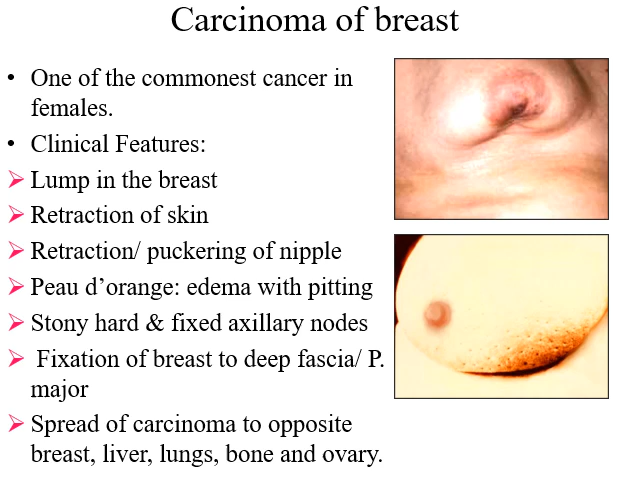 Carcinoma of breast
• One of the commonest cancer in
females.
• Clinical Features:
➢ Lump in the breast
➢ Retraction of skin
➢ Retraction/ puckering of nipple
➢ Peau d’orange: edema with pitting
➢ Stony hard & fixed axillary nodes
➢ Fixation of breast to deep fascia/ P.
major
➢ Spread of carcinoma to opposite
breast, liver, lungs, bone and ovary.